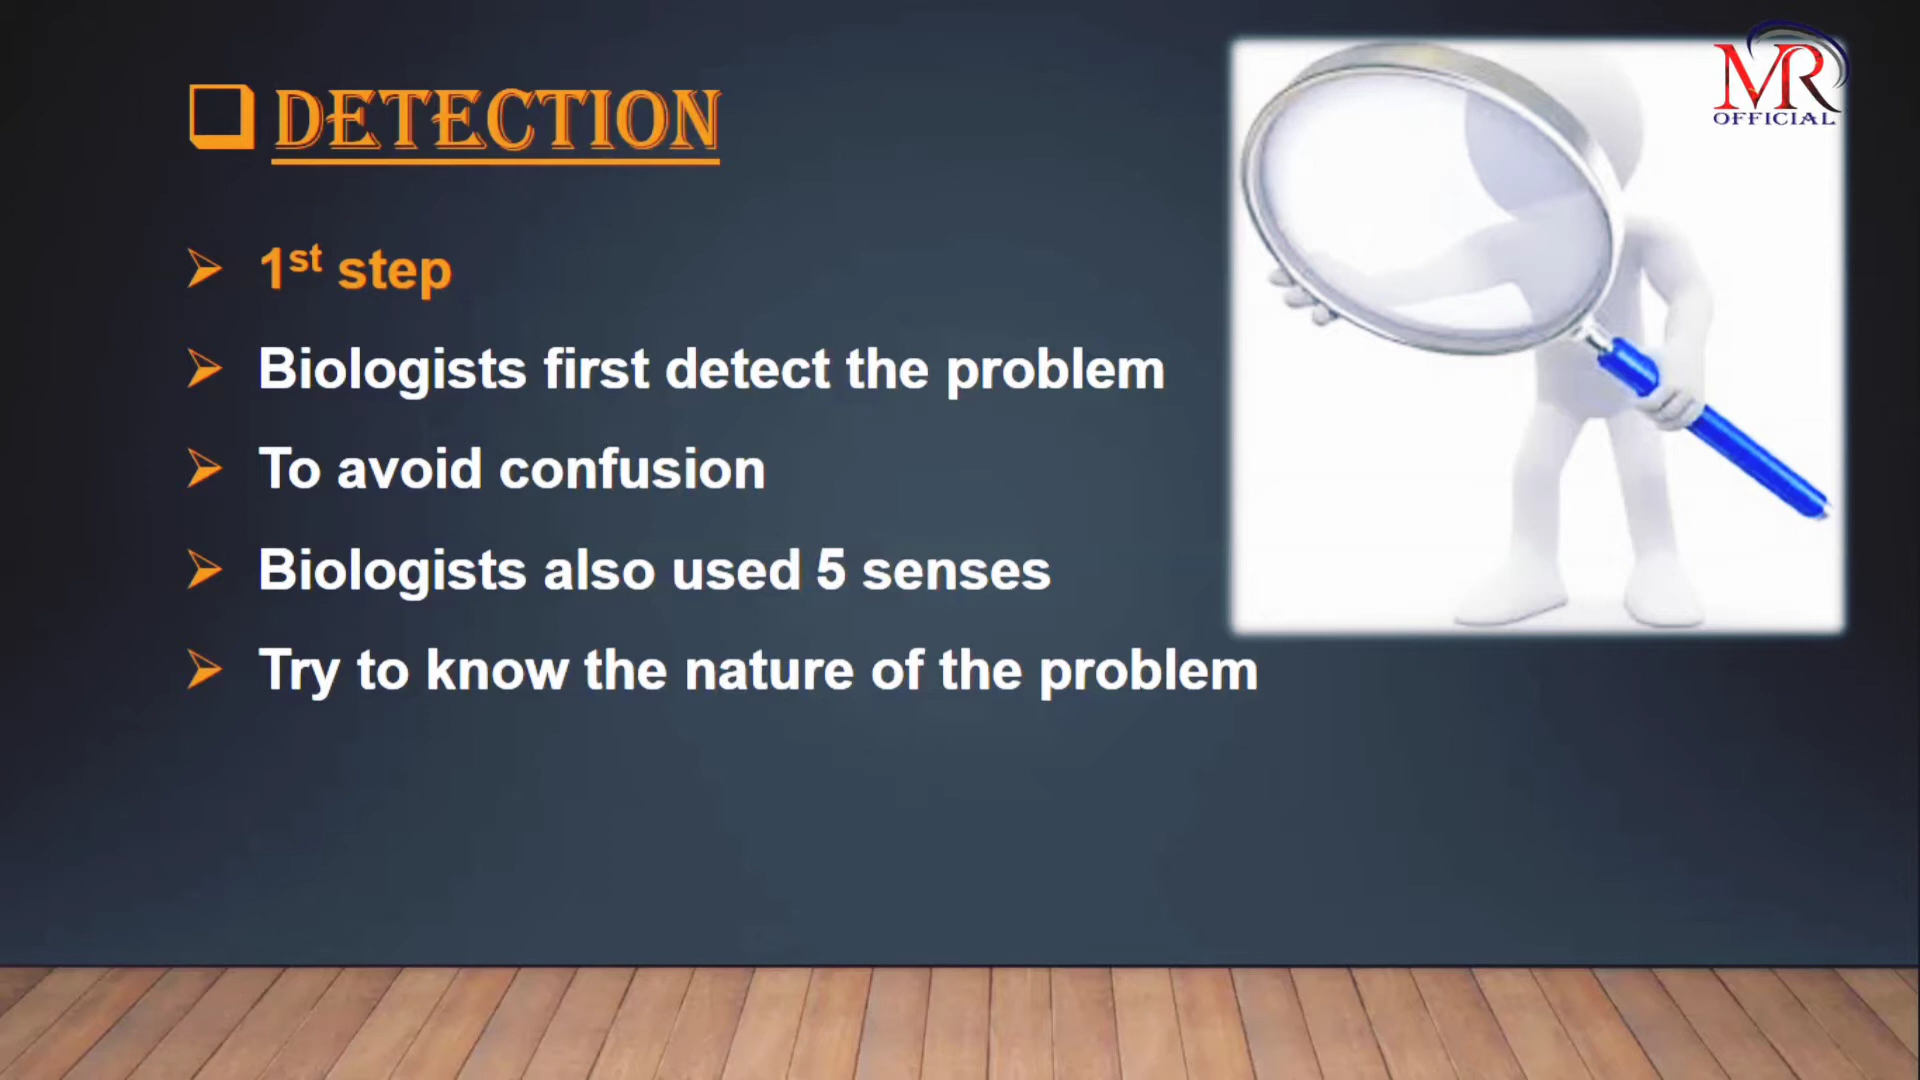 DETECTION
1st step
Biologists first detect the problem
To avoid confusion
Biologists also used 5 senses
Try to know the nature of the problem
MR
OFFICIAL